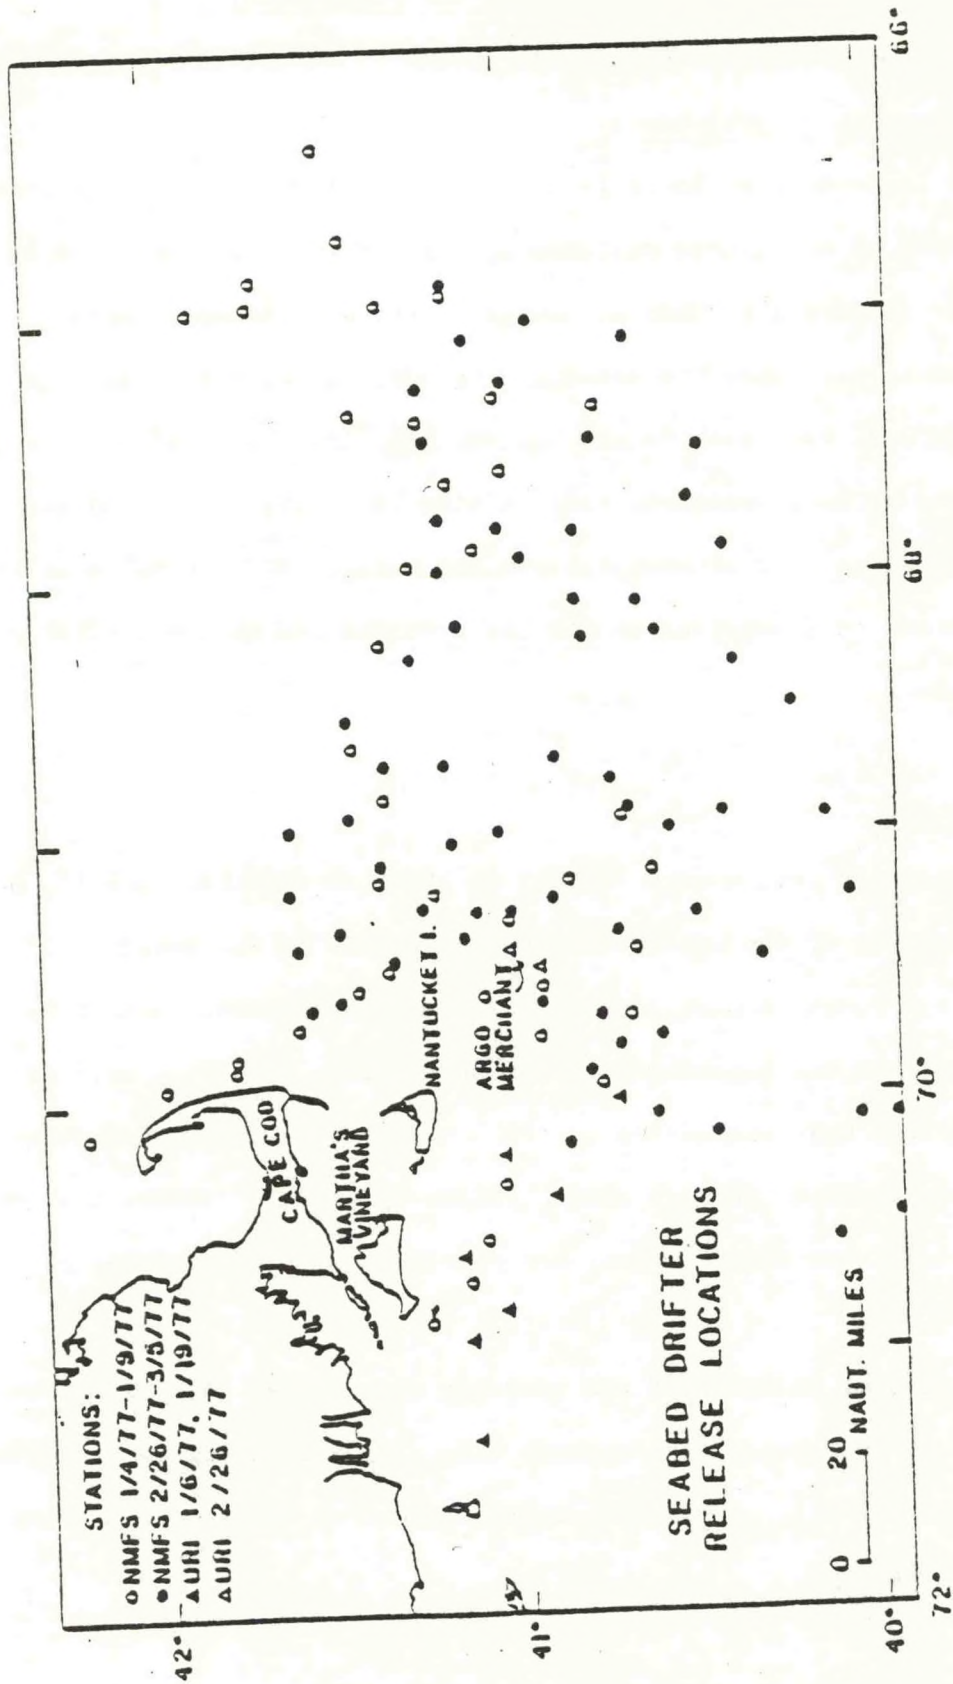 STATIONS:
○ NMFS 1/4/77-1/9/77
● NMFS 2/26/77-3/5/77
▲ URI 1/6/77, 1/19/77
△ URI 2/26/77
CAPE COD
MARTHA'S
VINEYARD
NANTUCKET I.
ARGO
MERCHANT
SEABED DRIFTER
RELEASE LOCATIONS
0 20
NAUT. MILES
42°
41°
40°
72°
70°
68°
66°